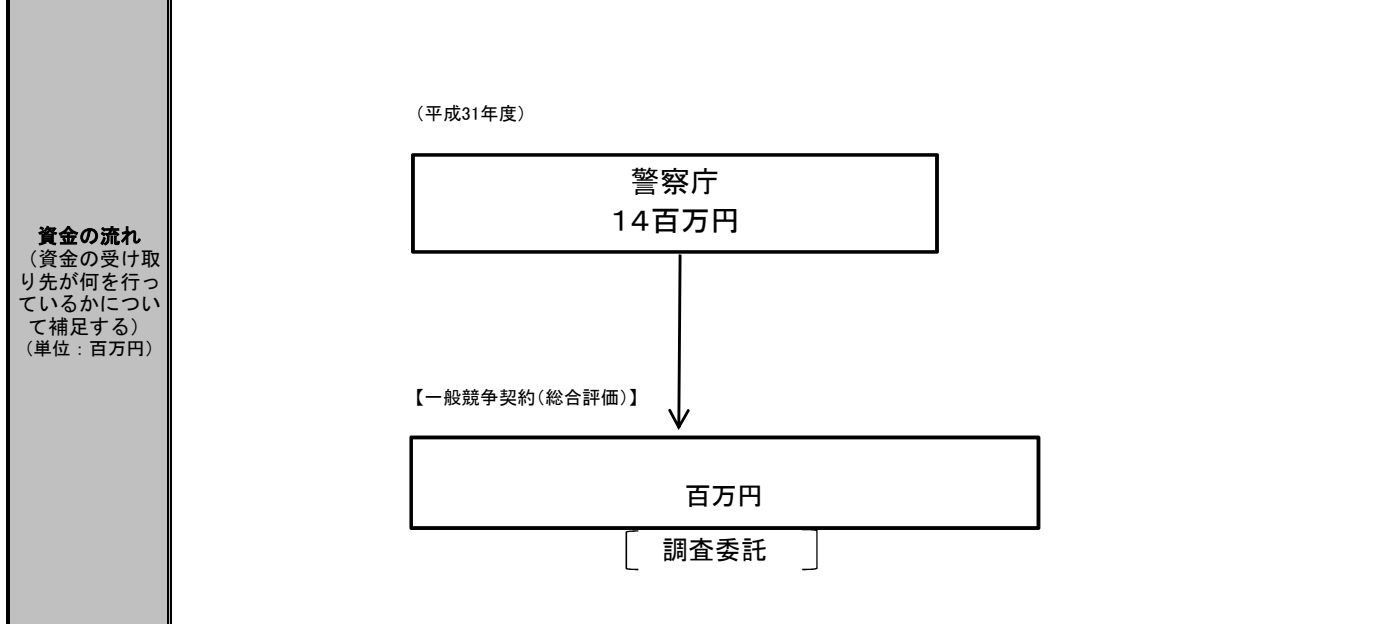 資金の流れ
（資金の受け取
り先が何を行っ
ているかについ
て補足する）
（単位：百万円）
（平成31年度）
警察庁
１４百万円
【一般競争契約（総合評価）】
百万円
調査委託